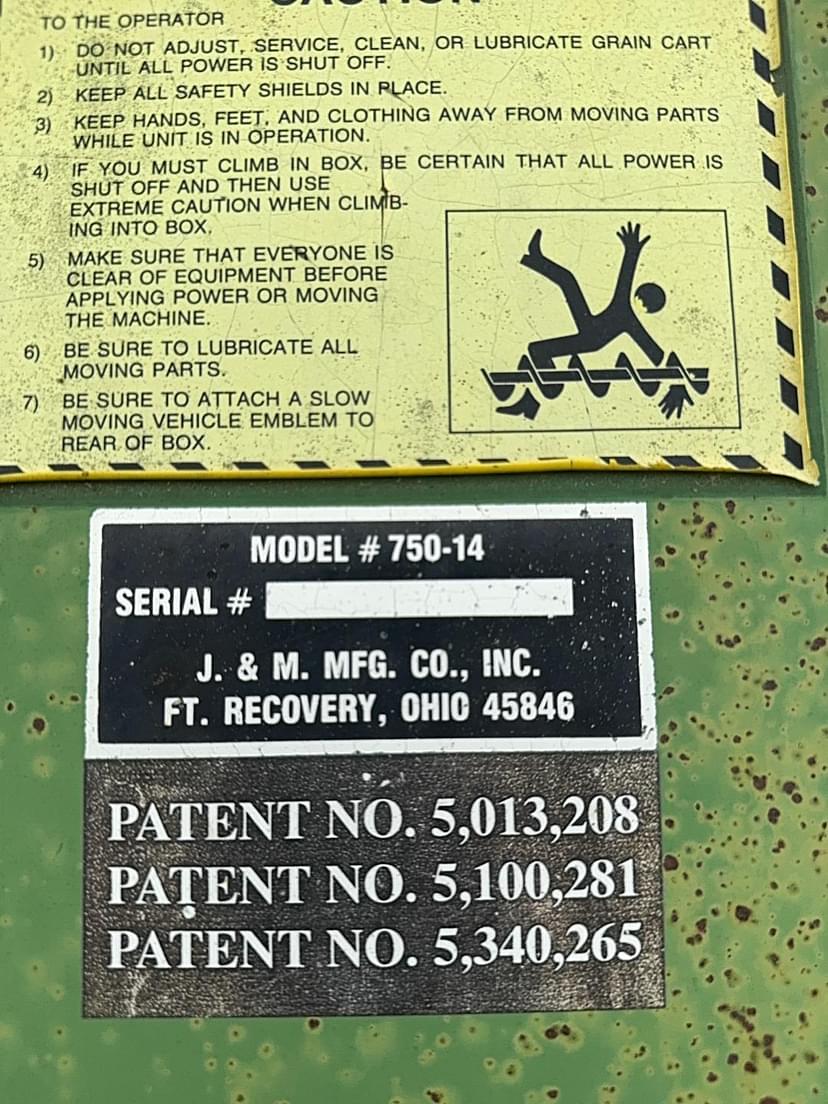 CAUTION
TO THE OPERATOR
1) DO NOT ADJUST, SERVICE, CLEAN, OR LUBRICATE GRAIN CART
UNTIL ALL POWER IS SHUT OFF.
2) KEEP ALL SAFETY SHIELDS IN PLACE.
3) KEEP HANDS, FEET, AND CLOTHING AWAY FROM MOVING PARTS
WHILE UNIT IS IN OPERATION.
4) IF YOU MUST CLIMB IN BOX, BE CERTAIN THAT ALL POWER IS
SHUT OFF AND THEN USE
EXTREME CAUTION WHEN CLIMB-
ING INTO BOX.
5) MAKE SURE THAT EVERYONE IS
CLEAR OF EQUIPMENT BEFORE
APPLYING POWER OR MOVING
THE MACHINE.
6) BE SURE TO LUBRICATE ALL
MOVING PARTS.
7) BE SURE TO ATTACH A SLOW
MOVING VEHICLE EMBLEM TO
REAR OF BOX.
MODEL # 750-14
SERIAL #
J. & M. MFG. CO., INC.
FT. RECOVERY, OHIO 45846
PATENT NO. 5,013,208
PATENT NO. 5,100,281
PATENT NO. 5,340,265